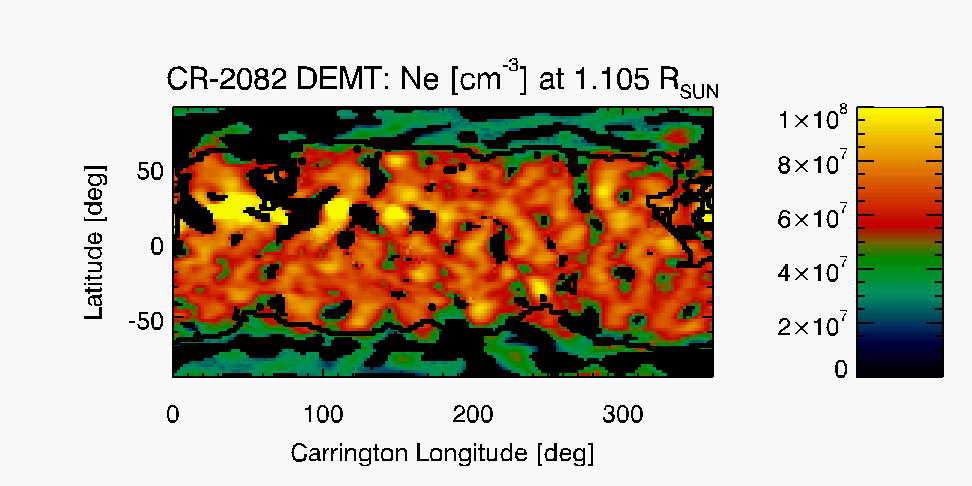 CR-2082 DEMT: Ne [cm⁻³] at 1.105 R_SUN
1×10⁸
8×10⁷
6×10⁷
4×10⁷
2×10⁷
0
Latitude [deg]
50
0
-50
0 100 200 300
Carrington Longitude [deg]